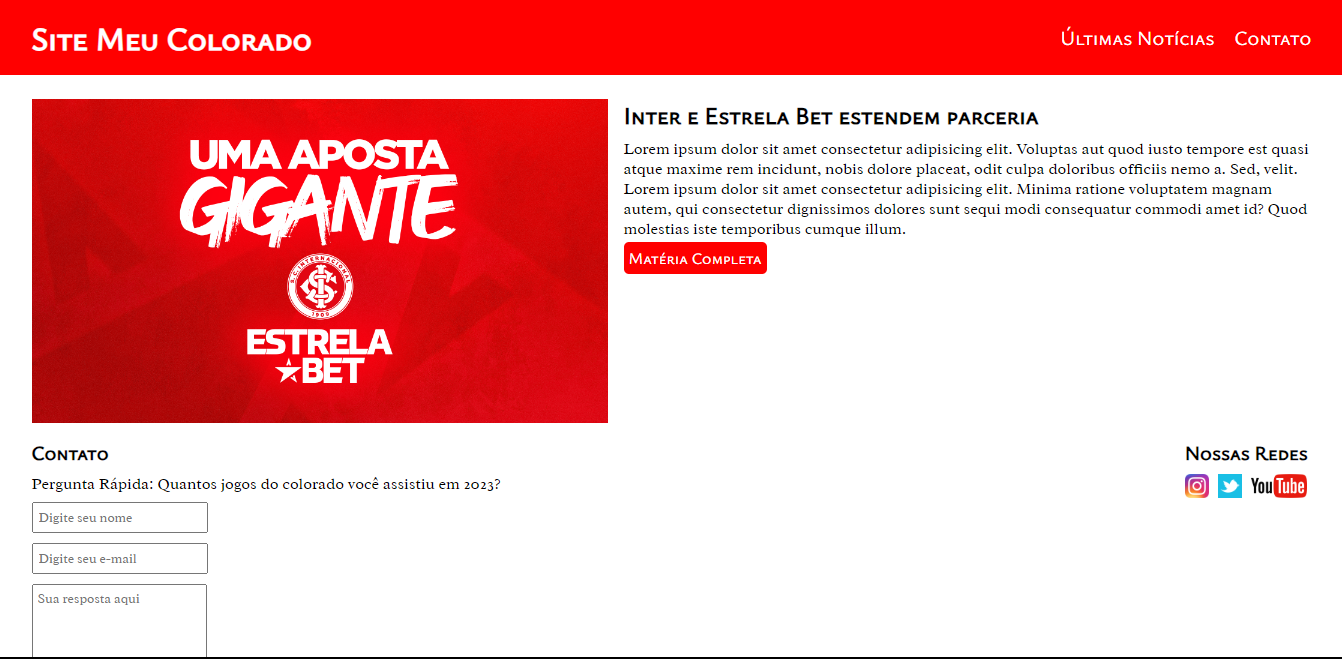 Site Meu Colorado
Últimas Notícias Contato
UMA APOSTA
GIGANTE
S.C. INTERNACIONAL
1909
ESTRELA
BET
Inter e Estrela Bet estendem parceria
Lorem ipsum dolor sit amet consectetur adipisicing elit. Voluptas aut quod iusto tempore est quasi
atque maxime rem incidunt, nobis dolore placeat, odit culpa doloribus officiis nemo a. Sed, velit.
Lorem ipsum dolor sit amet consectetur adipisicing elit. Minima ratione voluptatem magnam
autem, qui consectetur dignissimos dolores sunt sequi modi consequatur commodi amet id? Quod
molestias iste temporibus cumque illum.
Matéria Completa
Contato
Pergunta Rápida: Quantos jogos do colorado você assistiu em 2023?
Digite seu nome
Digite seu e-mail
Sua resposta aqui
Nossas Redes
YouTube